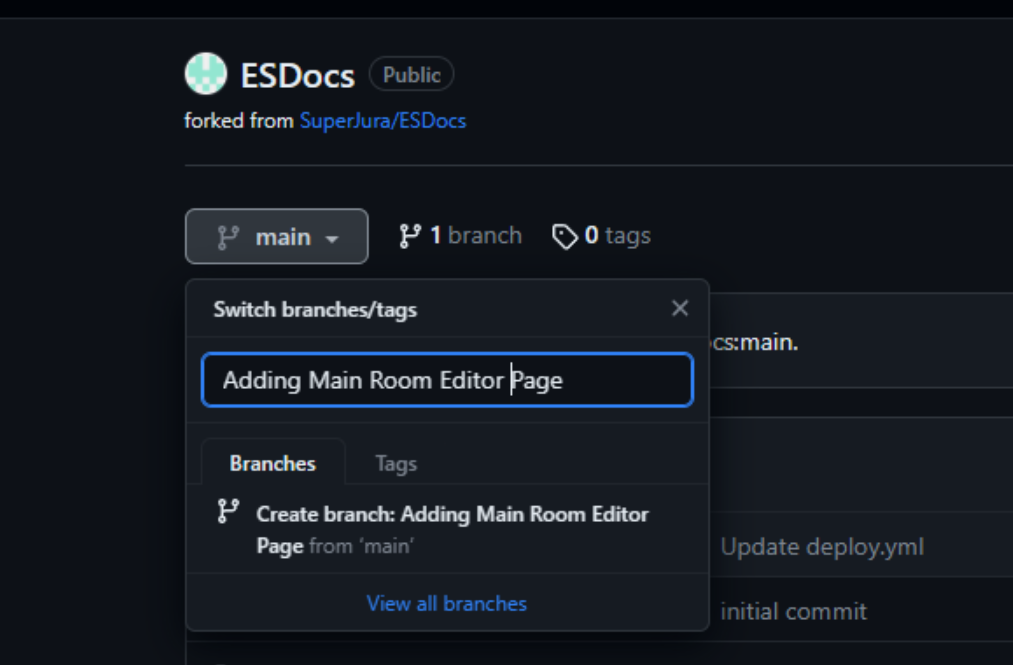 ESDocs Public
forked from SuperJura/ESDocs
main 1 branch 0 tags
Switch branches/tags
cs:main.
Adding Main Room Editor Page
Branches Tags
Create branch: Adding Main Room Editor
Page from ‘main’
Update deploy.yml
View all branches
initial commit